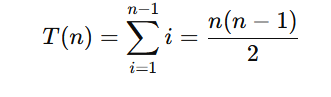 T(n) = \sum_{i=1}^{n-1} i = \frac{n(n-1)}{2}